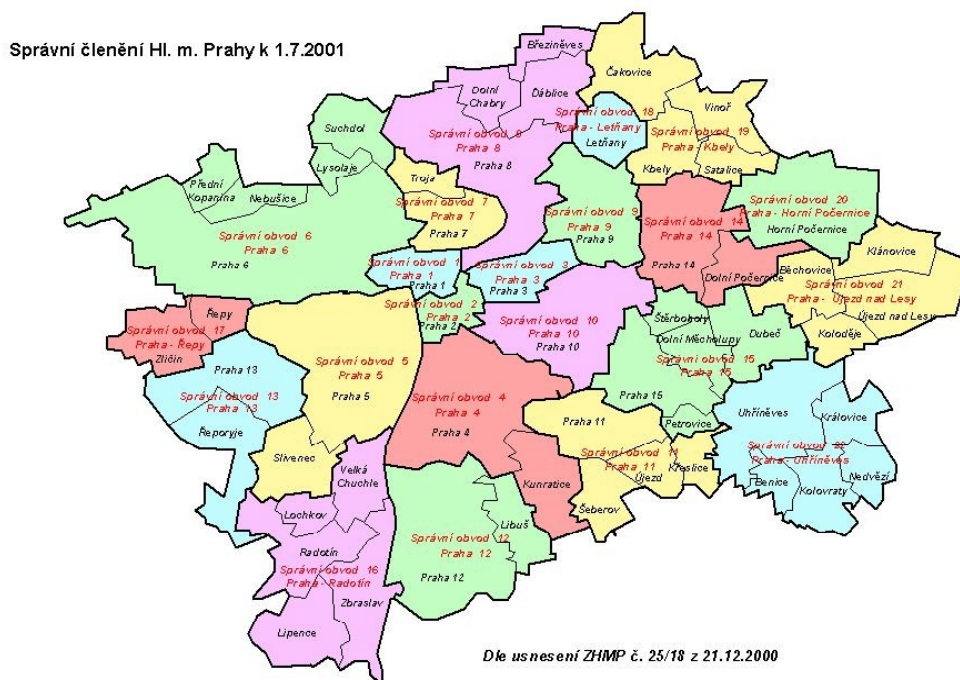 Správní členění Hl. m. Prahy k 1.7.2001
Březiněves
Čakovice
Dolní
Chabry
Ďáblice
Vinoř
Správní obvod 18
Praha - Letňany
Letňany
Suchdol
Správní obvod 8
Praha 8
Správní obvod 19
Praha - Kbely
Praha 8
Lysolaje
Kbely
Satalice
Troja
Přední
Kopanina
Nebušice
Správní obvod 7
Praha 7
Praha 7
Správní obvod 9
Praha 9
Praha 9
Správní obvod 14
Praha 14
Správní obvod 20
Praha - Horní Počernice
Horní Počernice
Správní obvod 6
Praha 6
Praha 6
Klánovice
Správní obvod 1
Praha 1
Praha 1
Správní obvod 3
Praha 3
Praha 3
Praha 14
Dolní Počernice
Běchovice
Správní obvod 21
Praha - Újezd nad Lesy
Újezd nad Lesy
Koloděje
Správní obvod 2
Praha 2
Praha 2
Řepy
Správní obvod 17
Praha - Řepy
Zličín
Správní obvod 10
Praha 10
Praha 10
Štěrboholy
Dolní Měcholupy
Dubeč
Správní obvod 15
Praha 15
Praha 15
Petrovice
Správní obvod 5
Praha 5
Praha 5
Praha 13
Správní obvod 13
Praha 13
Řeporyje
Správní obvod 4
Praha 4
Praha 4
Uhříněves
Královice
Praha 11
Správní obvod 11
Praha 11
Újezd
Křeslice
Šeberov
Správní obvod 22
Praha - Uhříněves
Benice
Kolovraty
Nedvězí
Slivenec
Velká
Chuchle
Kunratice
Lochkov
Libuš
Radotín
Správní obvod 12
Praha 12
Praha 12
Správní obvod 16
Praha - Radotín
Zbraslav
Lipence
Dle usnesení ZHMP č. 25/18 z 21.12.2000